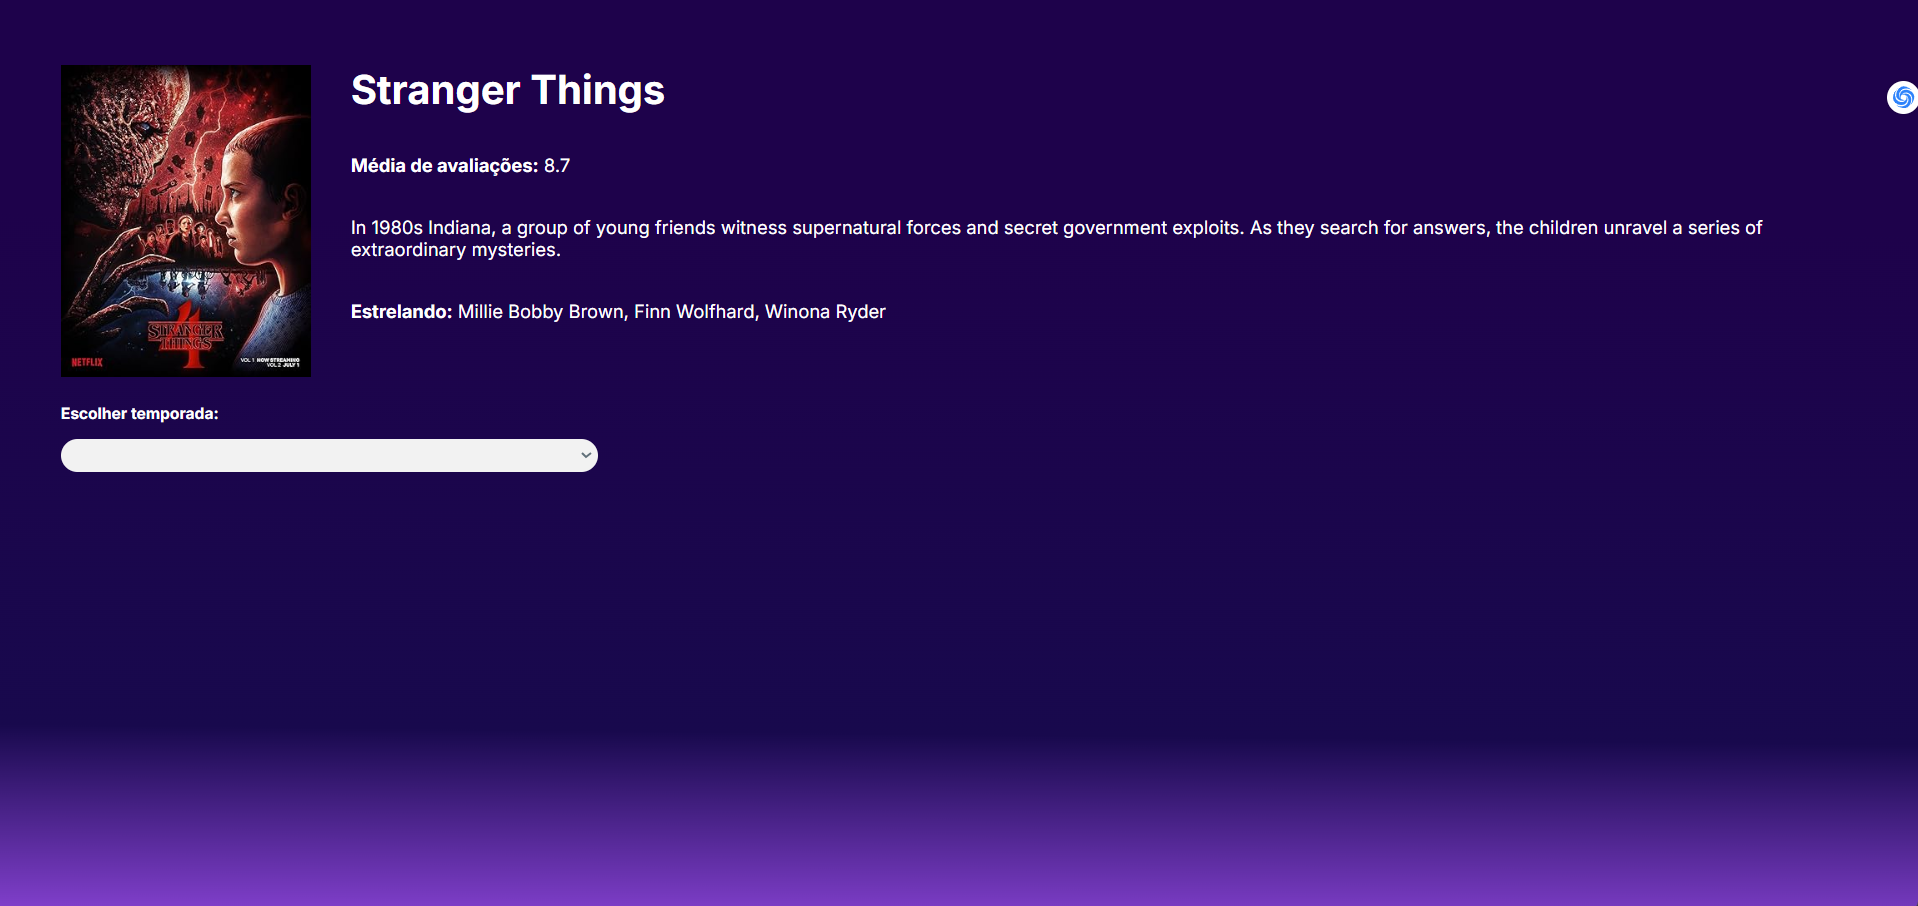 Stranger Things
Média de avaliações: 8.7
In 1980s Indiana, a group of young friends witness supernatural forces and secret government exploits. As they search for answers, the children unravel a series of
extraordinary mysteries.
Estrelando: Millie Bobby Brown, Finn Wolfhard, Winona Ryder
STRANGER
THINGS
4
NETFLIX
VOL 1 NOW STREAMING
VOL 2 JULY 1
Escolher temporada: